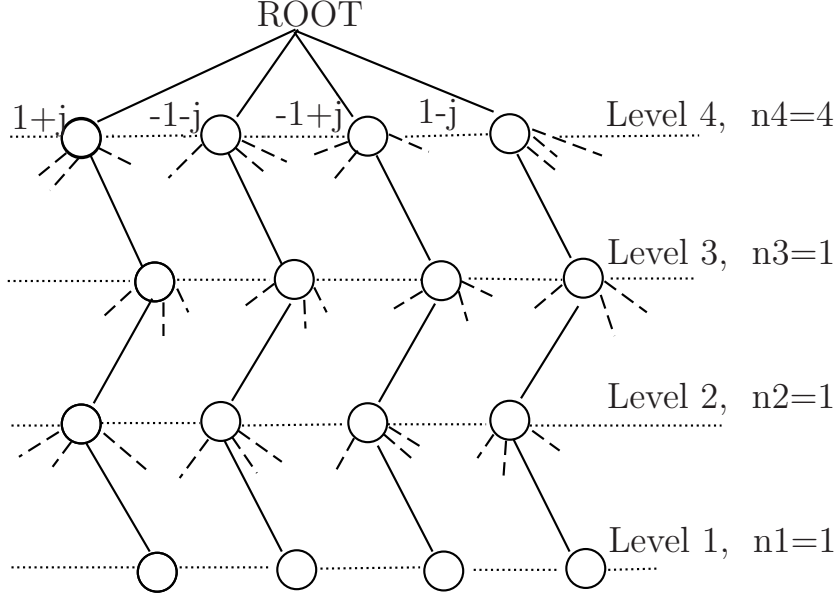 ROOT
1+j -1-j -1+j 1-j Level 4, n4=4
Level 3, n3=1
Level 2, n2=1
Level 1, n1=1